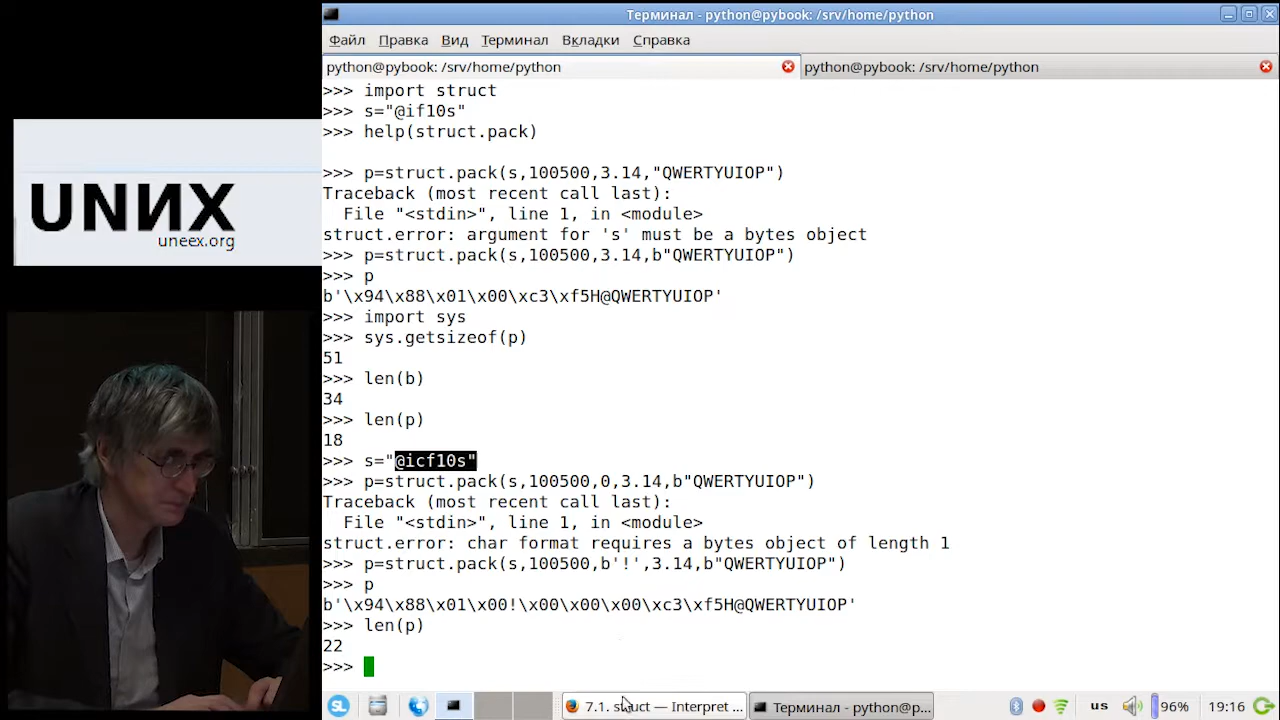 Терминал - python@pybook: /srv/home/python
Файл Правка Вид Терминал Вкладки Справка
python@pybook: /srv/home/python python@pybook: /srv/home/python
>>> import struct
>>> s="@if10s"
>>> help(struct.pack)
>>> p=struct.pack(s,100500,3.14,"QWERTYUIOP")
Traceback (most recent call last):
  File "<stdin>", line 1, in <module>
struct.error: argument for 's' must be a bytes object
>>> p=struct.pack(s,100500,3.14,b"QWERTYUIOP")
>>> p
b'\x94\x88\x01\x00\xc3\xf5H@QWERTYUIOP'
>>> import sys
>>> sys.getsizeof(p)
51
>>> len(b)
34
>>> len(p)
18
>>> s="@icf10s"
>>> p=struct.pack(s,100500,0,3.14,b"QWERTYUIOP")
Traceback (most recent call last):
  File "<stdin>", line 1, in <module>
struct.error: char format requires a bytes object of length 1
>>> p=struct.pack(s,100500,b'!',3.14,b"QWERTYUIOP")
>>> p
b'\x94\x88\x01\x00!\x00\x00\x00\xc3\xf5H@QWERTYUIOP'
>>> len(p)
22
>>>
UNИX
uneex.org
7.1. struct — Interpret ... Терминал - python@p... us 96% 19:16